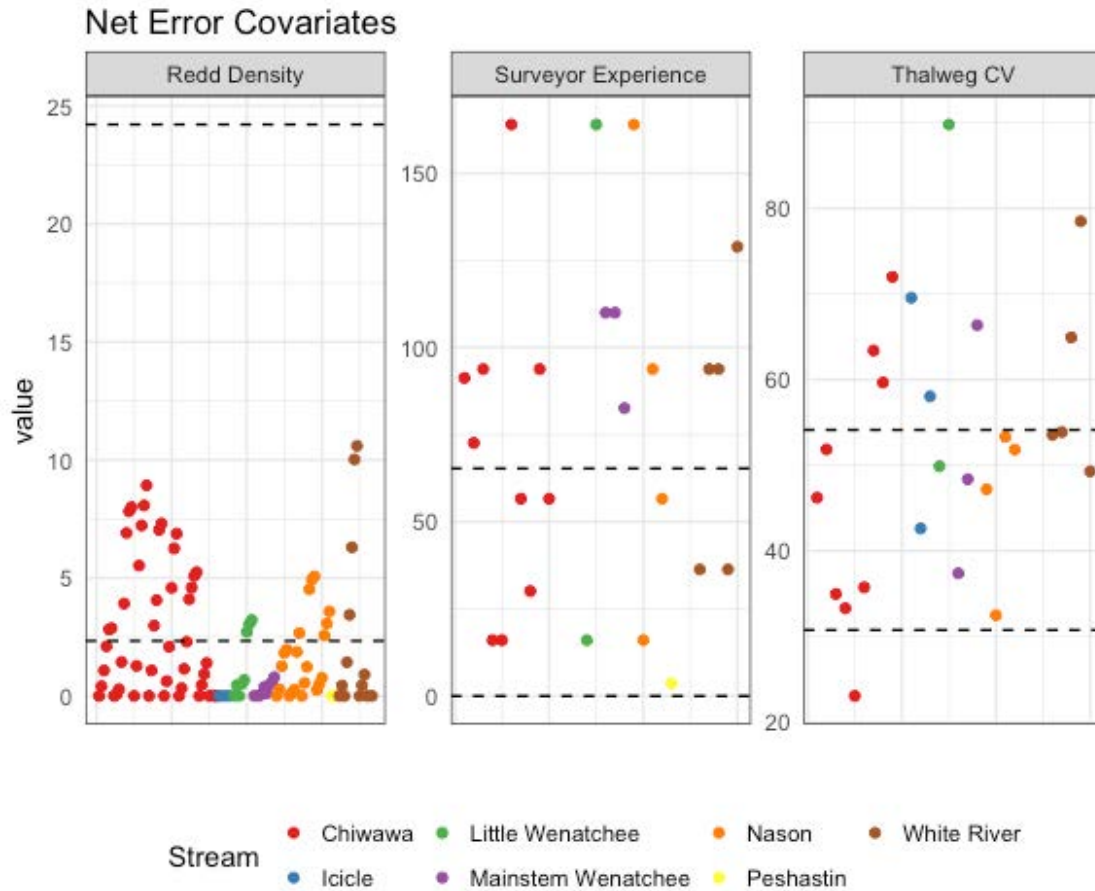 Net Error Covariates
Redd Density
Surveyor Experience
Thalweg CV
value
25
20
15
10
5
0
150
100
50
0
80
60
40
20
Stream
Chiwawa
Little Wenatchee
Nason
White River
Icicle
Mainstem Wenatchee
Peshastin